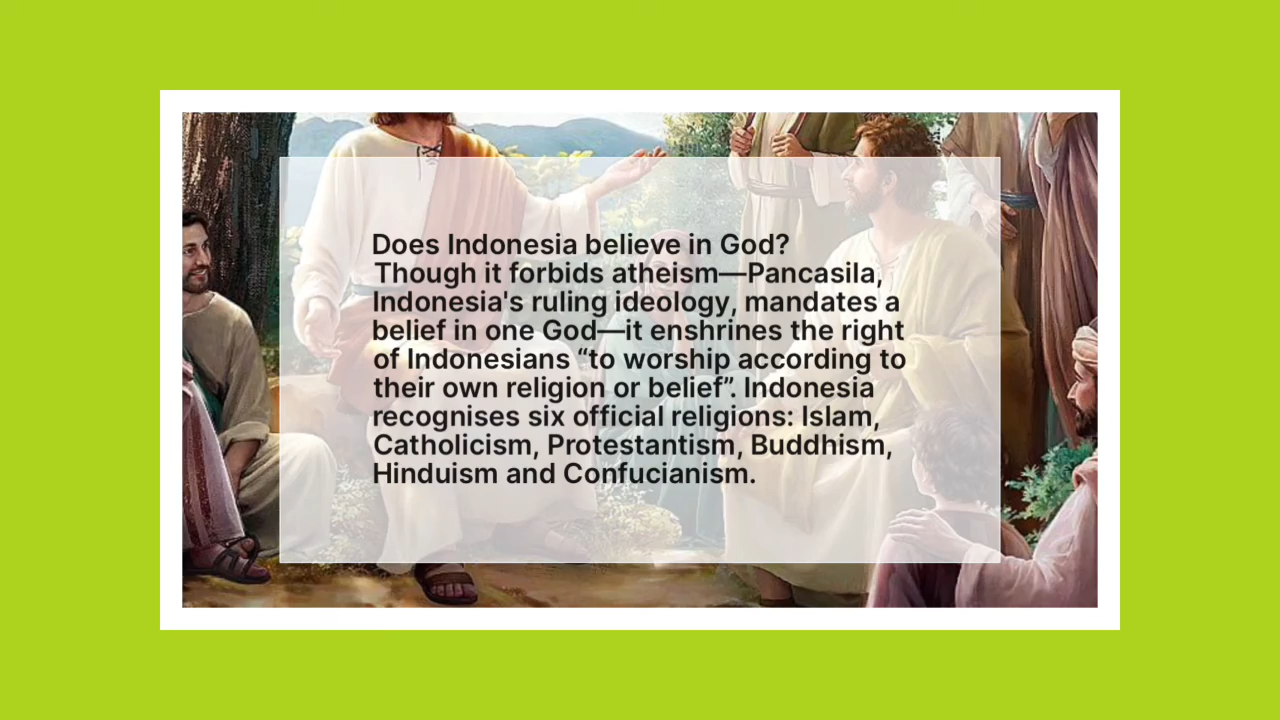 Does Indonesia believe in God?
Though it forbids atheism—Pancasila,
Indonesia's ruling ideology, mandates a
belief in one God—it enshrines the right
of Indonesians “to worship according to
their own religion or belief”. Indonesia
recognises six official religions: Islam,
Catholicism, Protestantism, Buddhism,
Hinduism and Confucianism.